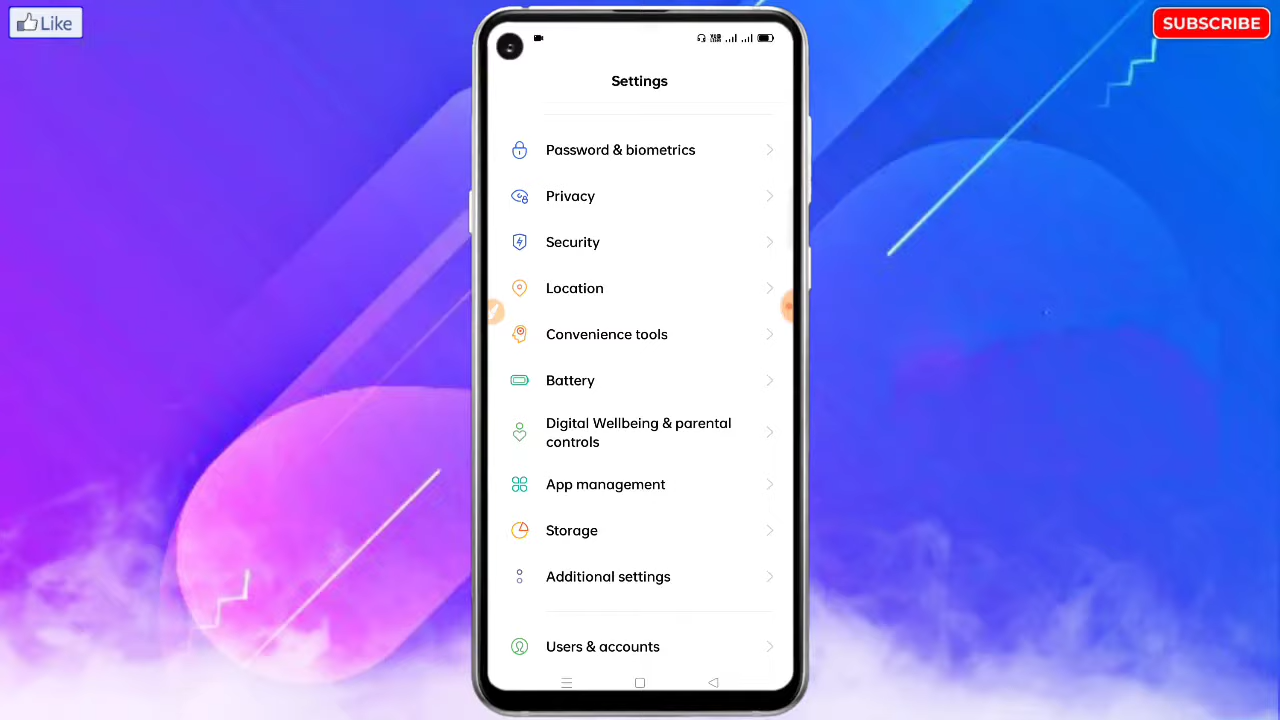 Like
SUBSCRIBE
Settings
Password & biometrics
Privacy
Security
Location
Convenience tools
Battery
Digital Wellbeing & parental
controls
App management
Storage
Additional settings
Users & accounts